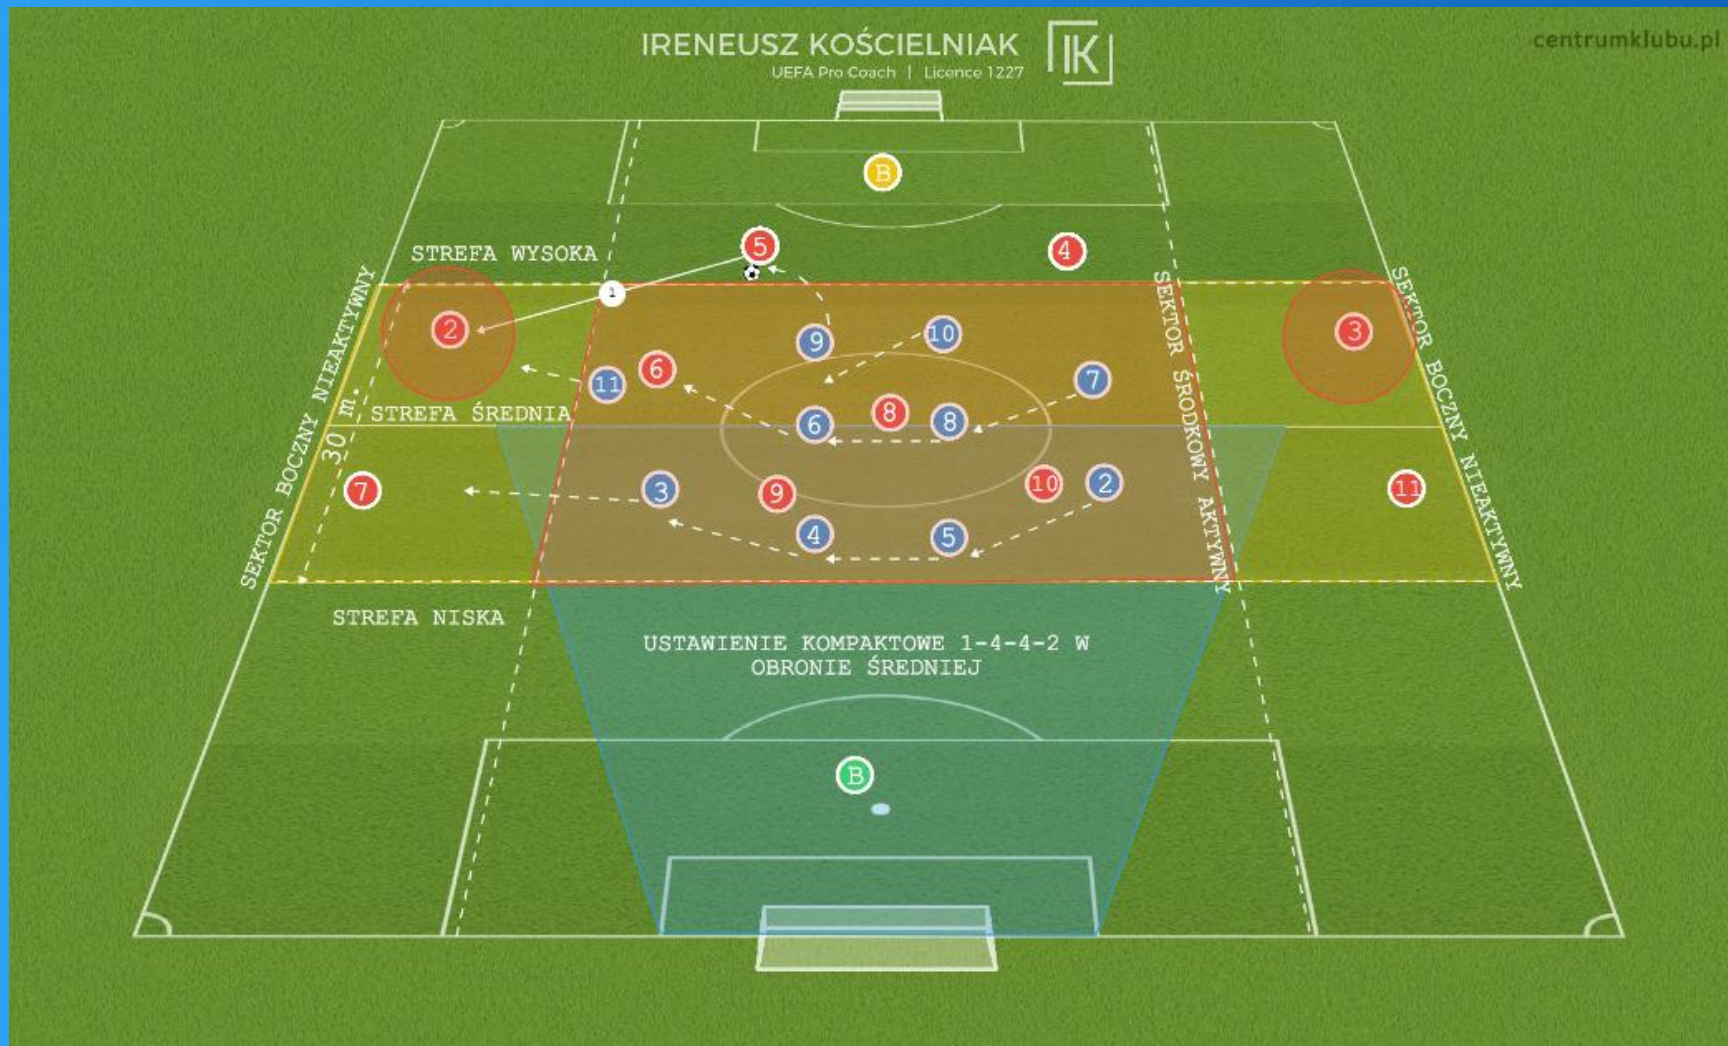 IRENEUSZ KOŚCIELNIAK
IK
UEFA Pro Coach | Licence 1227
centrumklubu.pl
B
5
4
STREFA WYSOKA
1
2
3
9
10
6
11
7
8
6
8
STREFA ŚREDNIA
30 m.
7
3
9
4
5
10
2
11
SEKTOR BOCZNY NIEAKTYWNY
SEKTOR ŚRODKOWY AKTYWNY
SEKTOR BOCZNY NIEAKTYWNY
STREFA NISKA
USTAWIENIE KOMPAKTOWE 1-4-4-2 W
OBRONIE ŚREDNIEJ
B